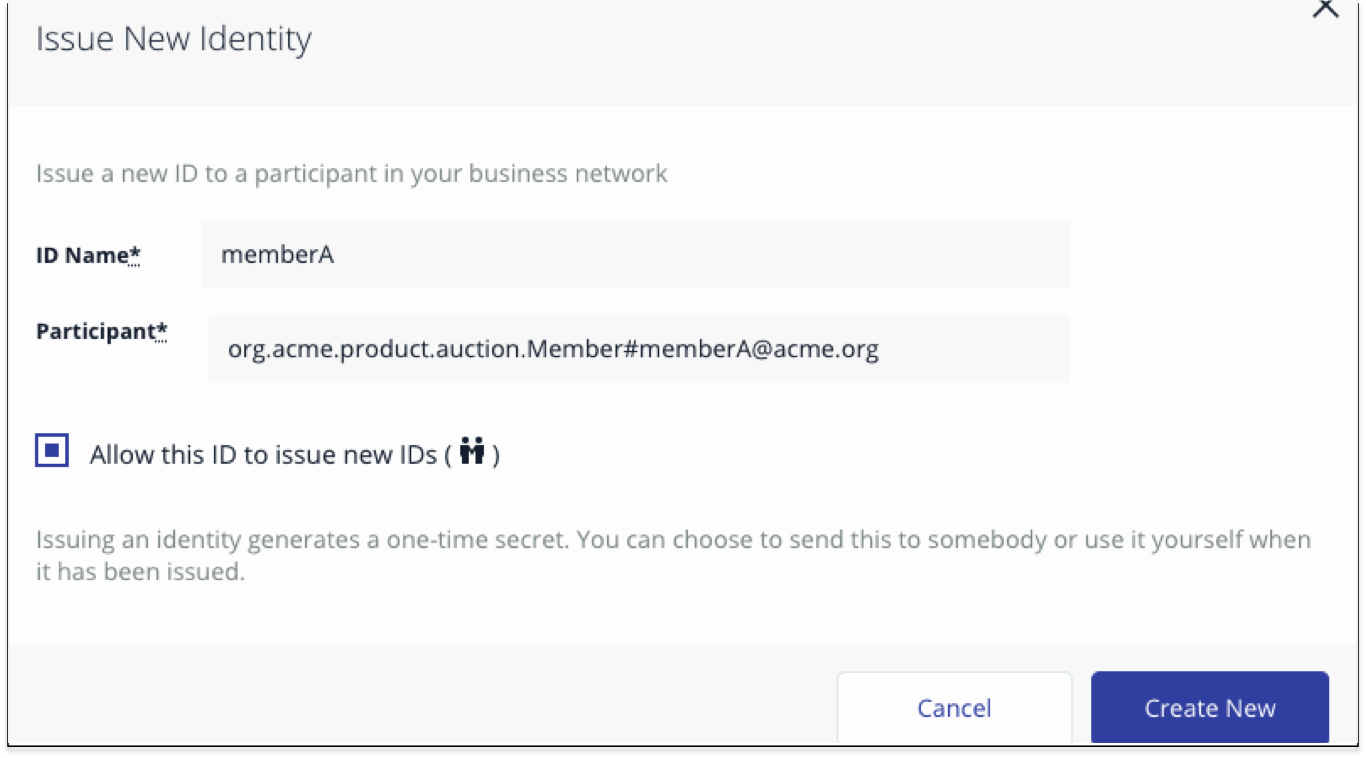 Issue New Identity
Issue a new ID to a participant in your business network
ID Name* memberA
Participant* org.acme.product.auction.Member#memberA@acme.org
Allow this ID to issue new IDs ( )
Issuing an identity generates a one-time secret. You can choose to send this to somebody or use it yourself when
it has been issued.
Cancel Create New